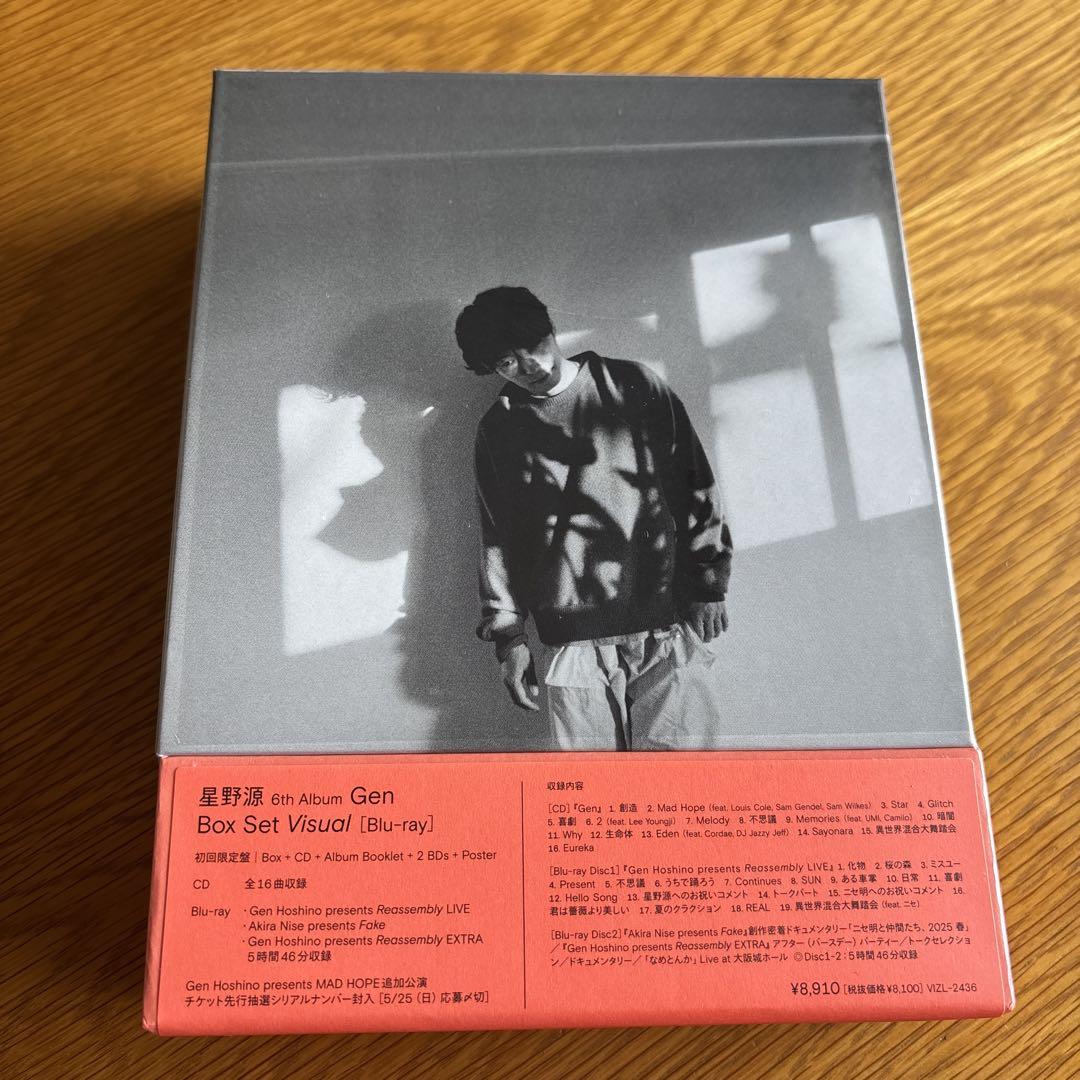 星野源 6th Album Gen
Box Set Visual [Blu-ray]
初回限定盤 | Box + CD + Album Booklet + 2 BDs + Poster
CD 全16曲収録
Blu-ray ・Gen Hoshino presents Reassembly LIVE
・Akira Nise presents Fake
・Gen Hoshino presents Reassembly EXTRA
5時間46分収録
Gen Hoshino presents MAD HOPE 追加公演
チケット先行抽選シリアルナンバー封入 [5/25（日）応募〆切]
収録内容
[CD]『Gen』 1. 創造 2. Mad Hope (feat. Louis Cole, Sam Gendel, Sam Wilkes) 3. Star 4. Glitch
5. 喜劇 6. 2 (feat. Lee Youngji) 7. Melody 8. 不思議 9. Memories (feat. UMI, Camilo) 10. 暗闇
11. Why 12. 生命体 13. Eden (feat. Cordae, DJ Jazzy Jeff) 14. Sayonara 15. 異世界混合大舞踏会
16. Eureka
[Blu-ray Disc1]『Gen Hoshino presents Reassembly LIVE』 1. 化物 2. 桜の森 3. ミスユー
4. Present 5. 不思議 6. うちで踊ろう 7. Continues 8. SUN 9. ある車掌 10. 日常 11. 喜劇
12. Hello Song 13. 星野源へのお祝いコメント 14. トークパート 15. ニセ明へのお祝いコメント 16.
君は薔薇より美しい 17. 夏のクラクション 18. REAL 19. 異世界混合大舞踏会 (feat. ニセ)
[Blu-ray Disc2]『Akira Nise presents Fake』創作密着ドキュメンタリー「ニセ明と仲間たち、2025 春」
／『Gen Hoshino presents Reassembly EXTRA』アフター（バースデー）パーティー／トークセレクショ
ン／ドキュメンタリー／「なめとんか」Live at 大阪城ホール ◎Disc1-2：5時間46分収録
¥8,910 [税抜価格¥8,100] VIZL-2436